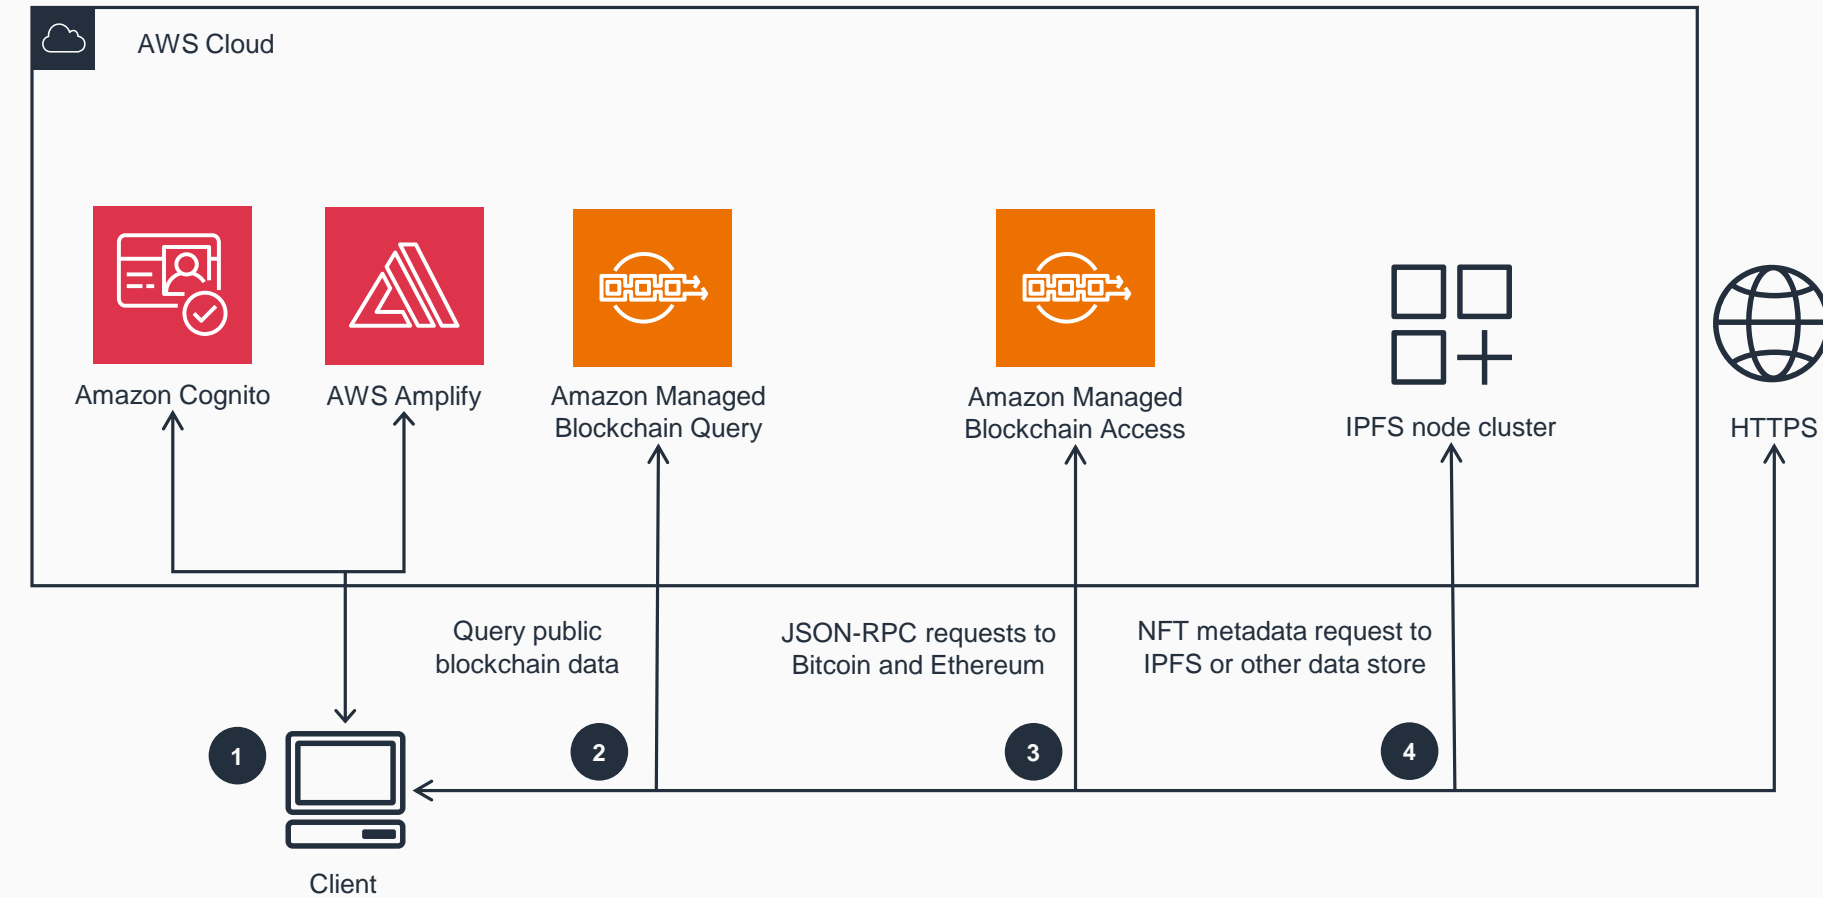 AWS Cloud
Amazon Cognito
AWS Amplify
Amazon Managed
Blockchain Query
Amazon Managed
Blockchain Access
IPFS node cluster
HTTPS
Query public
blockchain data
JSON-RPC requests to
Bitcoin and Ethereum
NFT metadata request to
IPFS or other data store
1
2
3
4
Client